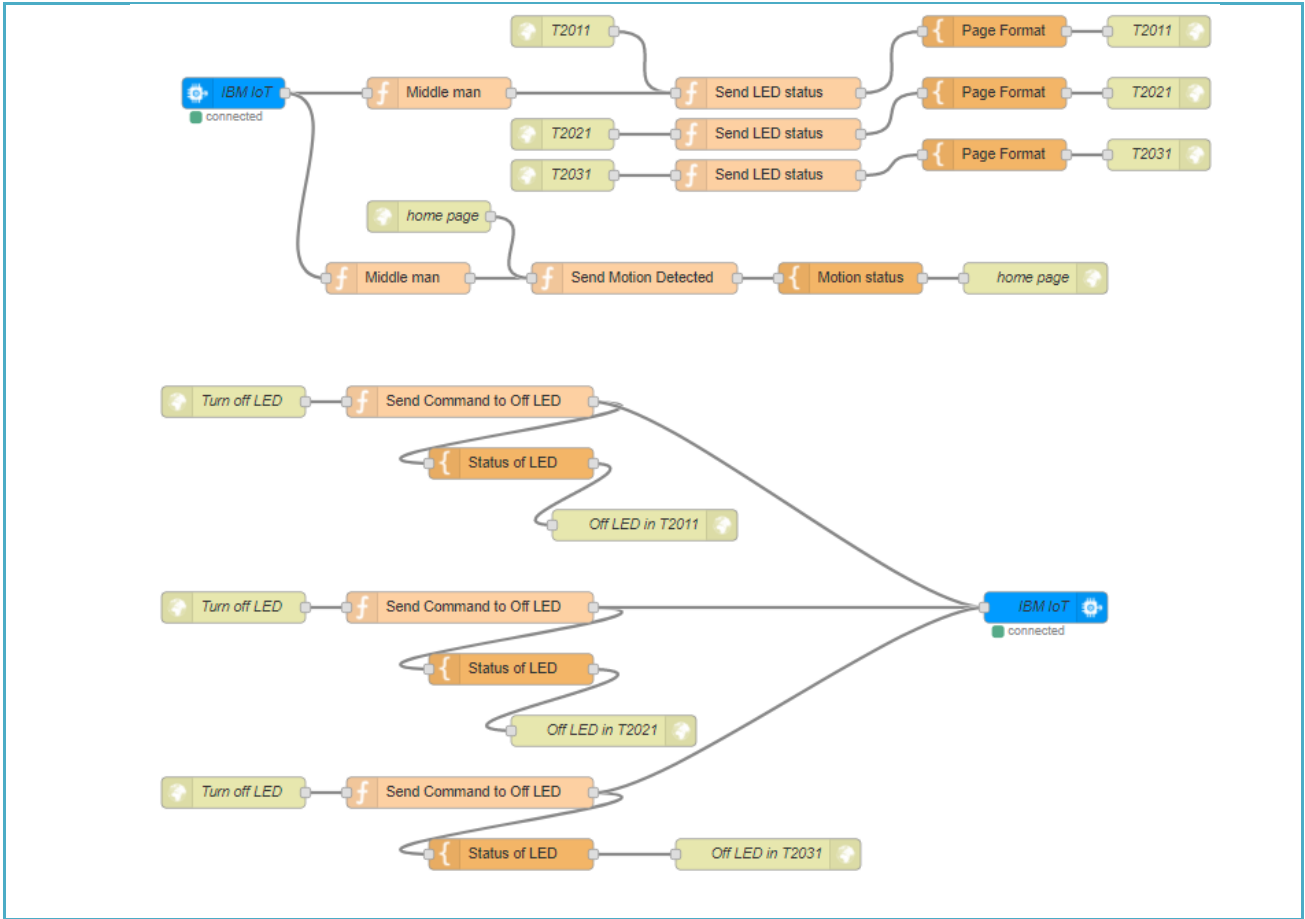 T2011
Page Format
T2011
IBM IoT
connected
Middle man
Send LED status
Page Format
T2021
T2021
Send LED status
Page Format
T2031
T2031
Send LED status
home page
Middle man
Send Motion Detected
Motion status
home page
Turn off LED
Send Command to Off LED
Status of LED
Off LED in T2011
Turn off LED
Send Command to Off LED
IBM IoT
connected
Status of LED
Off LED in T2021
Turn off LED
Send Command to Off LED
Status of LED
Off LED in T2031